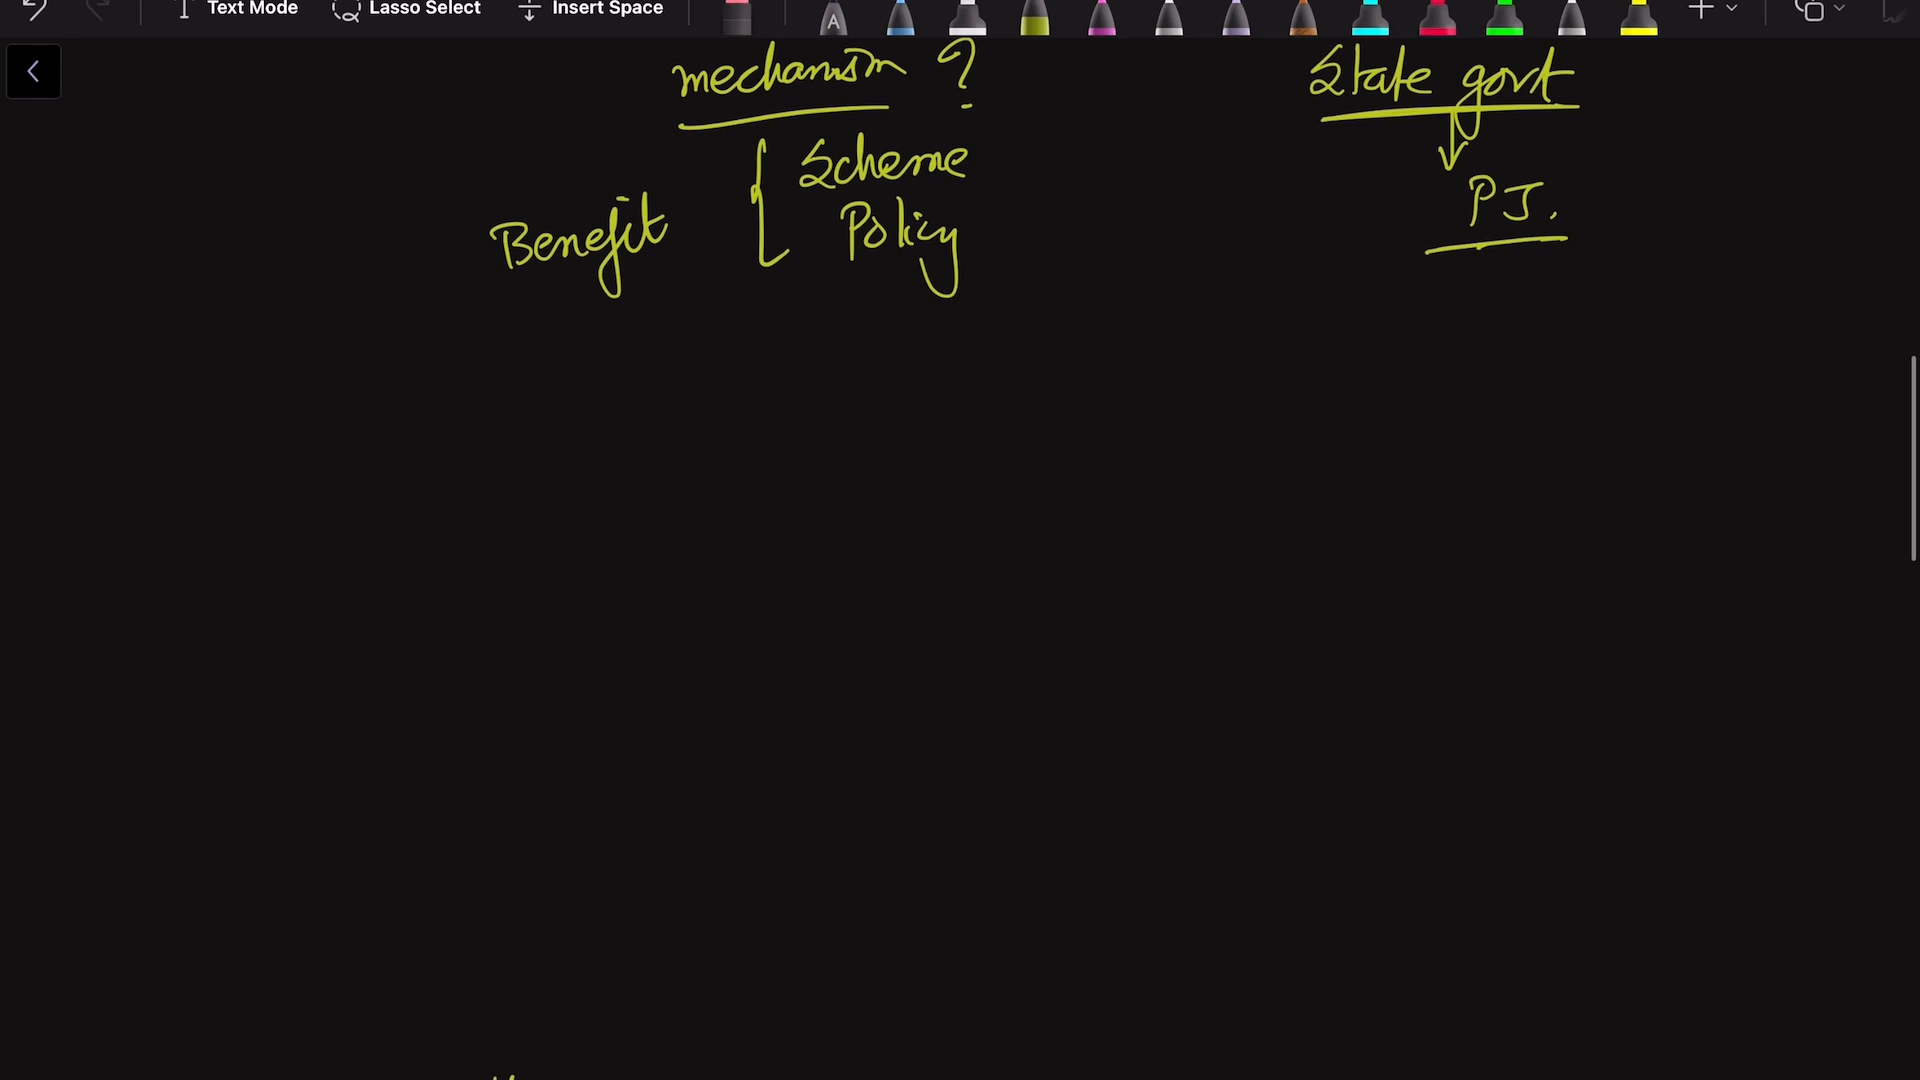 Text Mode Lasso Select Insert Space
A
mechanism ? State govt
Scheme
Benefit Policy
PJ.